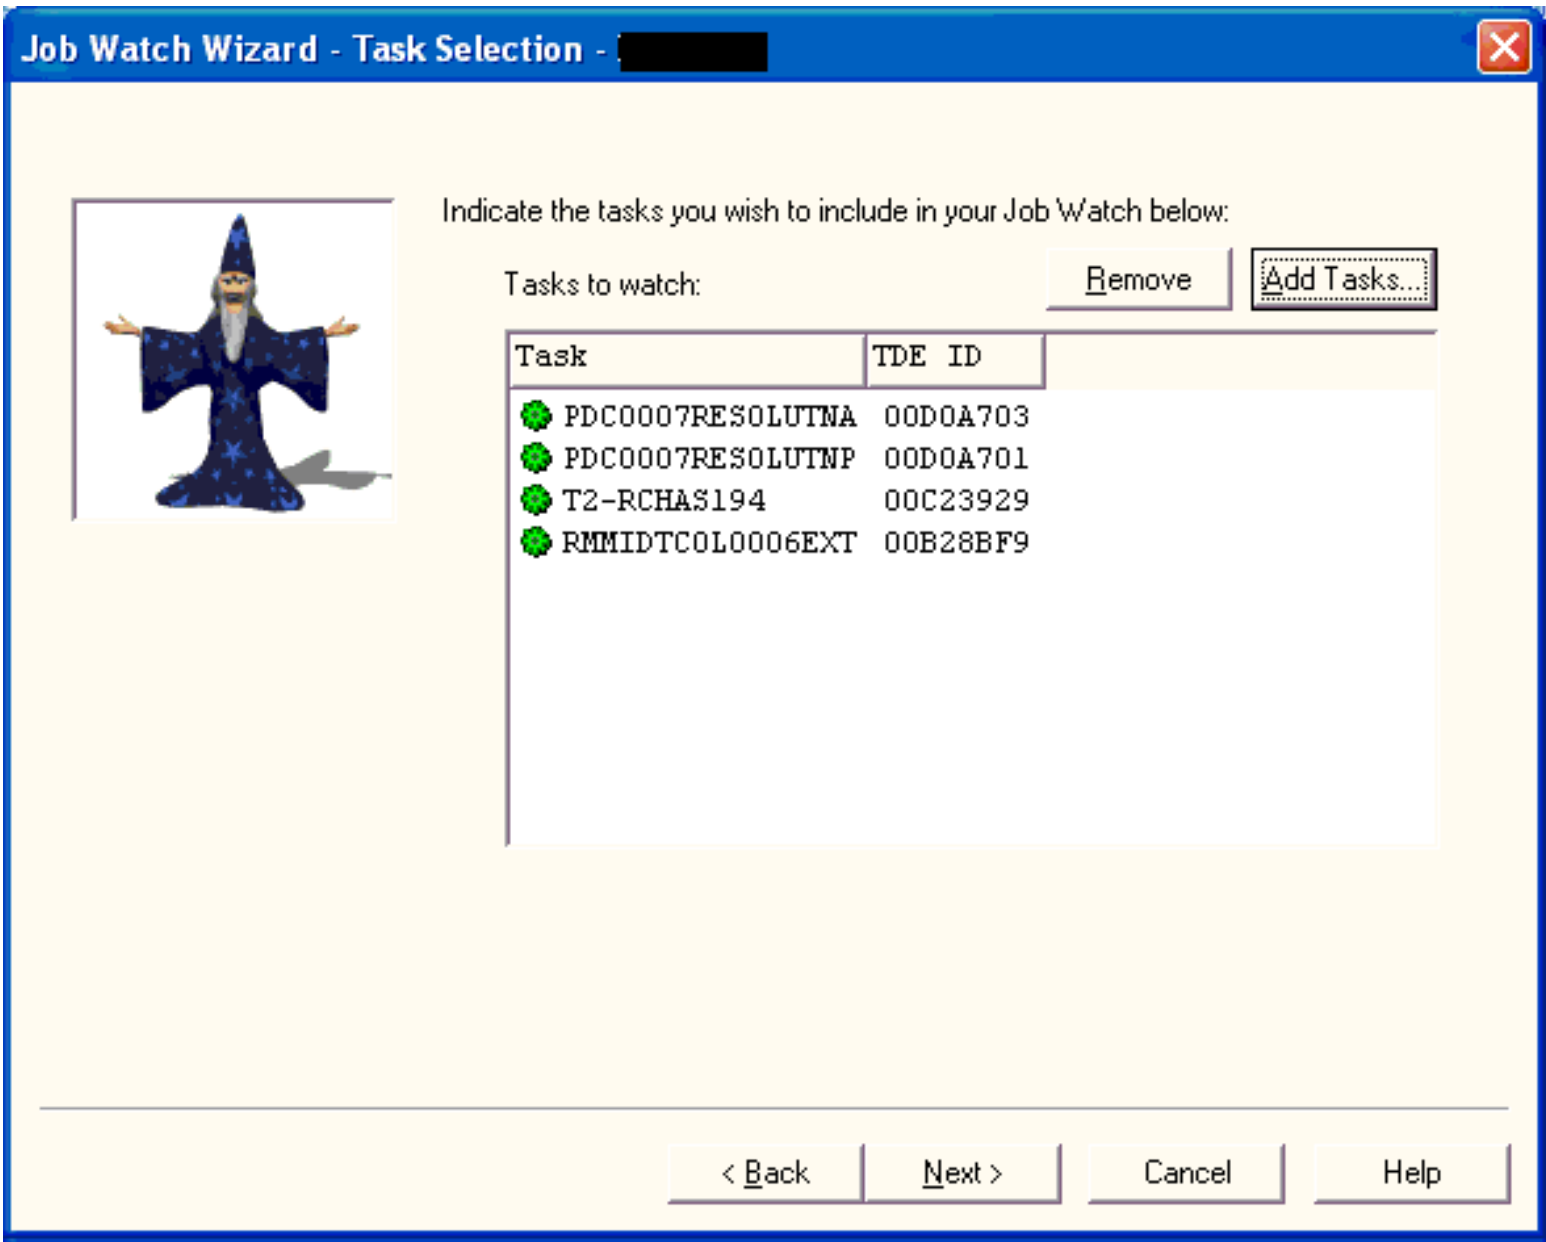 Job Watch Wizard - Task Selection -
Indicate the tasks you wish to include in your Job Watch below:
Tasks to watch:
Remove
Add Tasks...
Task TDE ID
PDC0007RESOLUTNA 00D0A703
PDC0007RESOLUTNP 00D0A701
T2-RCHAS194 00C23929
RMMIDTCOL0006EXT 00B28BF9
< Back
Next >
Cancel
Help